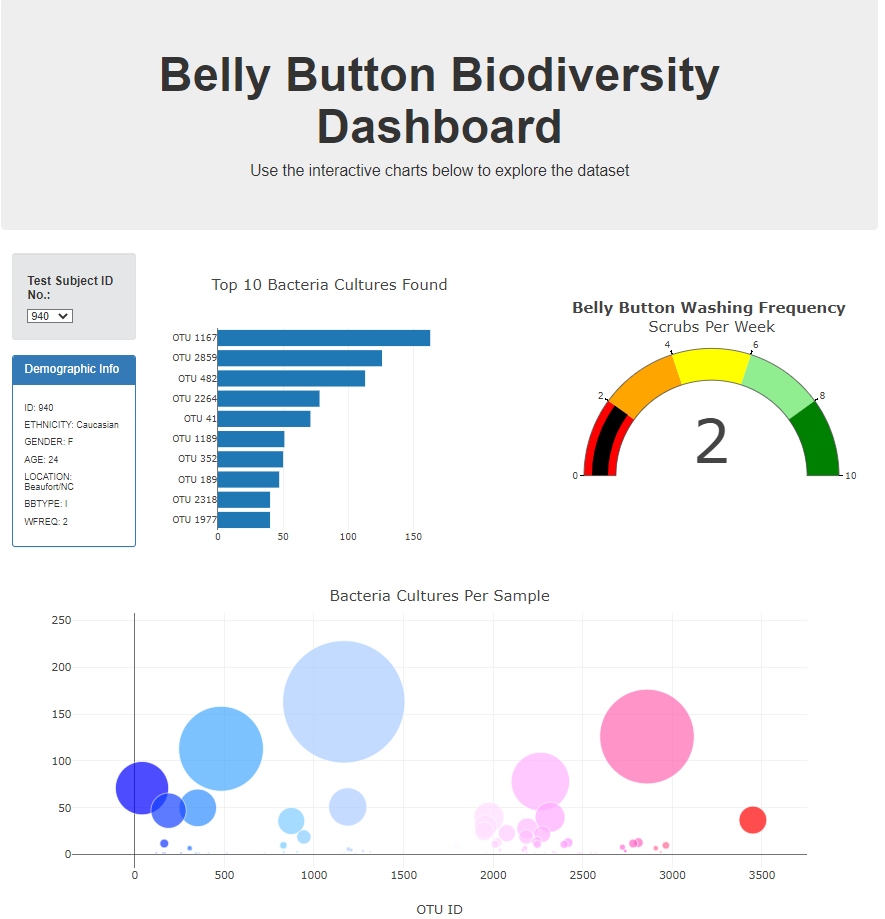 Belly Button Biodiversity
Dashboard
Use the interactive charts below to explore the dataset
Test Subject ID
No.:
940
Demographic Info
ID: 940
ETHNICITY: Caucasian
GENDER: F
AGE: 24
LOCATION:
Beaufort/NC
BBTYPE: I
WFREQ: 2
Top 10 Bacteria Cultures Found
OTU 1167
OTU 2859
OTU 482
OTU 2264
OTU 41
OTU 1189
OTU 352
OTU 189
OTU 2318
OTU 1977
0 50 100 150
Belly Button Washing Frequency
Scrubs Per Week
0 2 4 6 8 10
2
Bacteria Cultures Per Sample
250
200
150
100
50
0
0 500 1000 1500 2000 2500 3000 3500
OTU ID